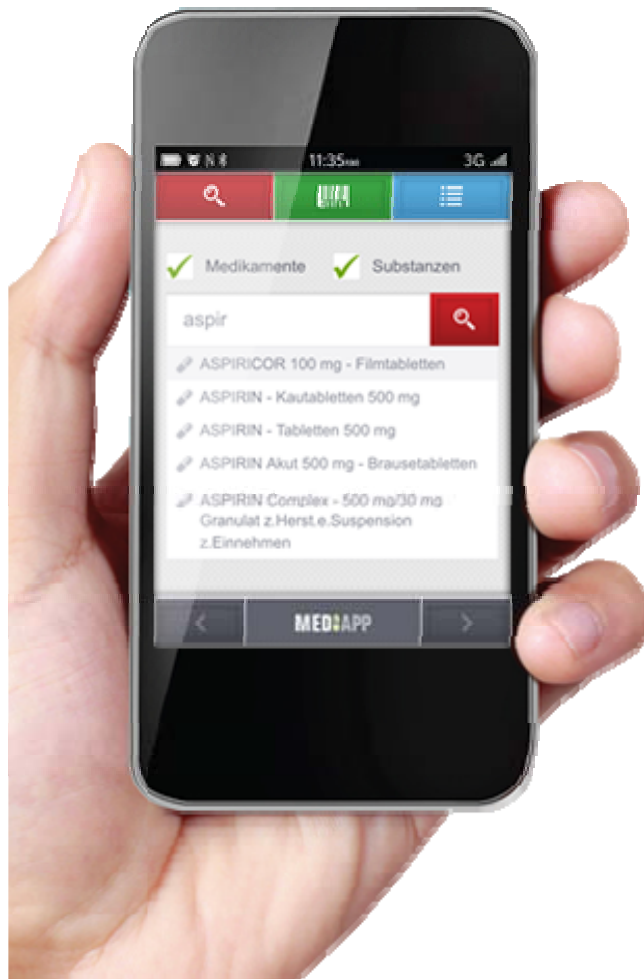 11:35
3G
Medikamente Substanzen
aspir
ASPIRICOR 100 mg - Filmtabletten
ASPIRIN - Kautabletten 500 mg
ASPIRIN - Tabletten 500 mg
ASPIRIN Akut 500 mg - Brausetabletten
ASPIRIN Complex - 500 mg/30 mg
Granulat z.Herst.e.Suspension
z.Einnehmen
MEDIAPP